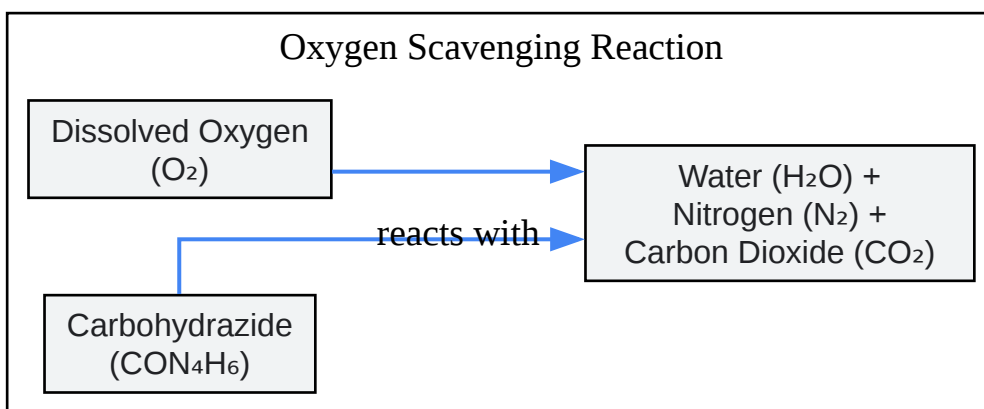 Oxygen Scavenging Reaction
Dissolved Oxygen
(O₂)
Water (H₂O) +
Nitrogen (N₂) +
Carbon Dioxide (CO₂)
reacts with
Carbohydrazide
(CON₄H₆)